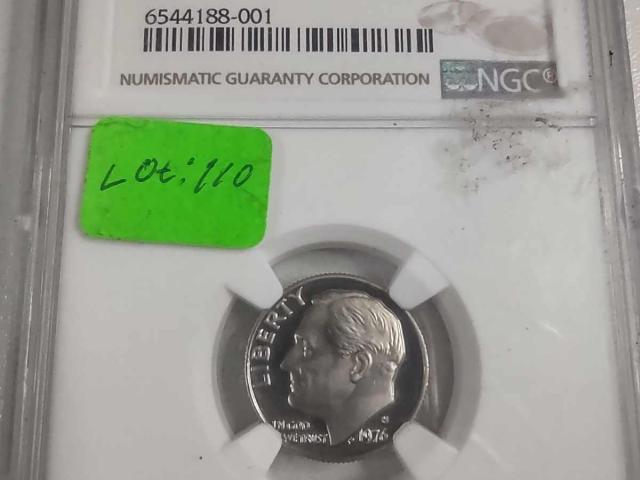 6544188-001
NUMISMATIC GUARANTY CORPORATION
NGC®
Lot: 110
LIBERTY
IN GOD
WE TRUST
S
1976